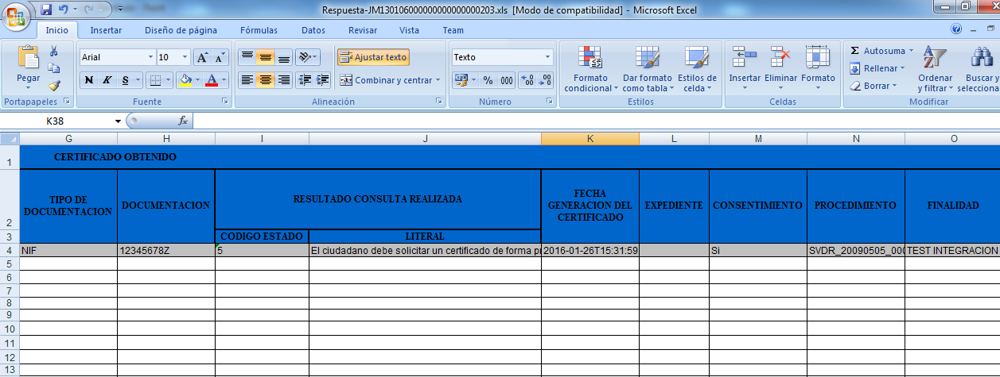 Respuesta-JM13010600000000000000203.xls [Modo de compatibilidad] - Microsoft Excel
Inicio Insertar Diseño de página Fórmulas Datos Revisar Vista Team
Pegar
Portapapeles
Arial 10
N K S
Fuente
Ajustar texto
Combinar y centrar
Alineación
Texto
% 000
Número
Formato condicional
Dar formato como tabla
Estilos de celda
Estilos
Insertar Eliminar Formato
Celdas
Σ Autosuma
Rellenar
Borrar
Ordenar y filtrar
Buscar y selecciona
Modificar
K38 fx
G H I J K L M N O
1 CERTIFICADO OBTENIDO
2 TIPO DE DOCUMENTACION DOCUMENTACION RESULTADO CONSULTA REALIZADA FECHA GENERACION DEL CERTIFICADO EXPEDIENTE CONSENTIMIENTO PROCEDIMIENTO FINALIDAD
3 CODIGO ESTADO LITERAL
4 NIF 12345678Z 5 El ciudadano debe solicitar un certificado de forma pr 2016-01-26T15:31:59 Si SVDR_20090505_000 TEST INTEGRACION
5
6
7
8
9
10
11
12
13